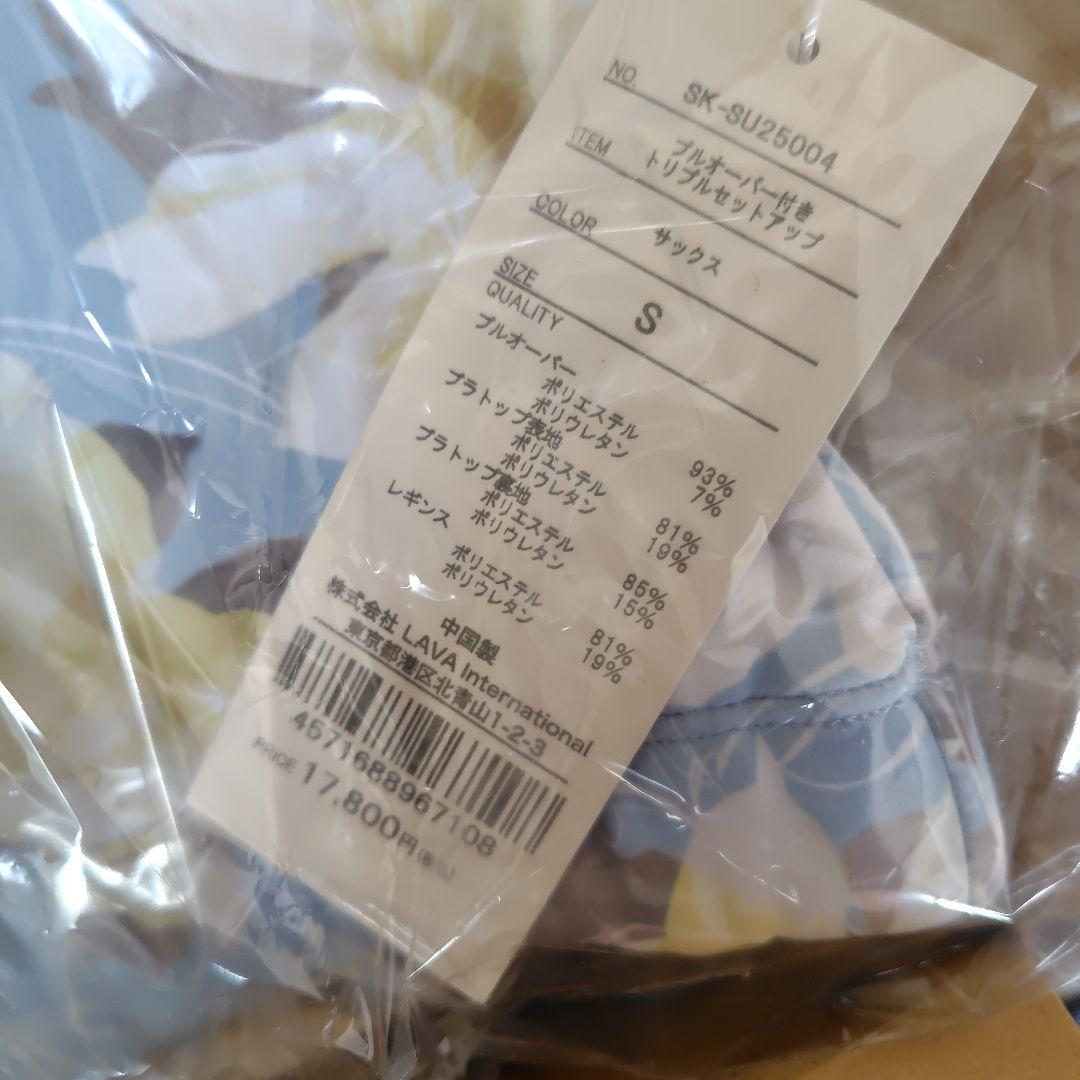 NO. SK-SU25004
ITEM プルオーバー付き
トリプルセットアップ
COLOR サックス
SIZE S
QUALITY
プルオーバー
ポリエステル 93%
ポリウレタン 7%
ブラトップ表地
ポリエステル 81%
ポリウレタン 19%
ブラトップ裏地
ポリエステル 85%
ポリウレタン 15%
レギンス
ポリエステル 81%
ポリウレタン 19%
中国製
株式会社 LAVA International
東京都港区北青山1-2-3
4571688967108
PRICE 17,800円(税込)